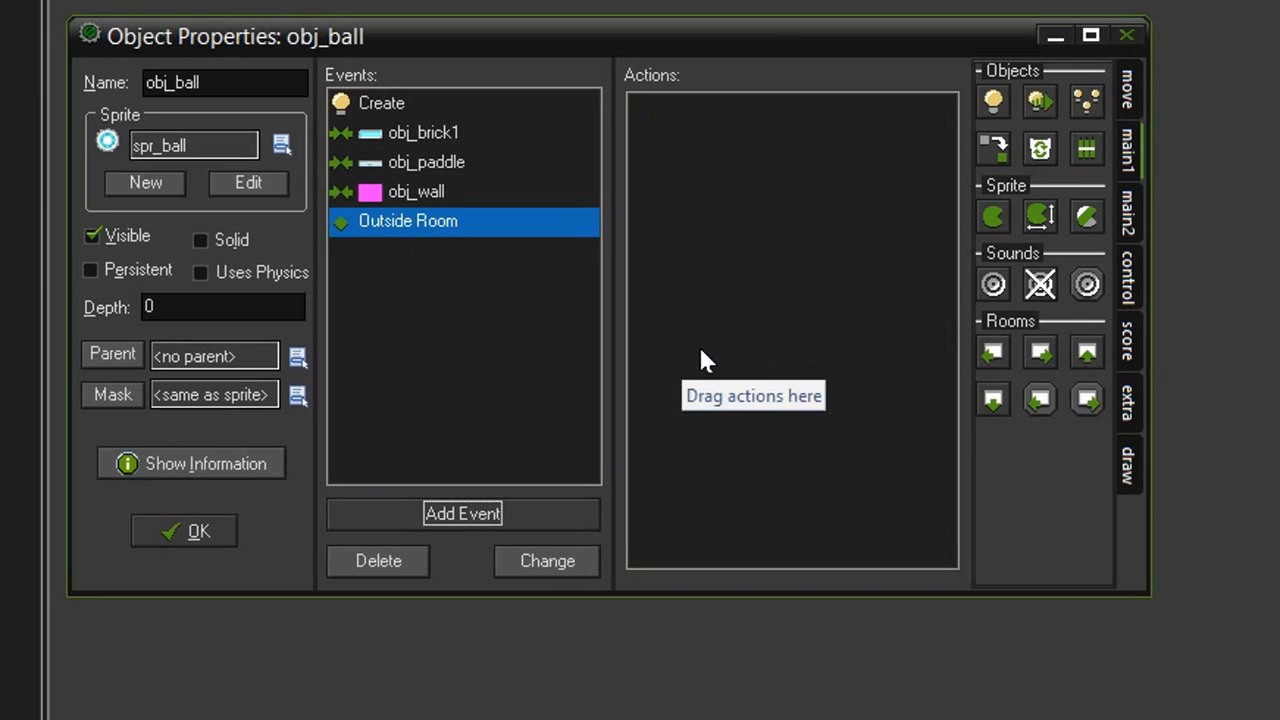 Object Properties: obj_ball
Name: obj_ball
Sprite
spr_ball
New Edit
Visible Solid
Persistent Uses Physics
Depth: 0
Parent <no parent>
Mask <same as sprite>
Show Information
OK
Events:
Create
obj_brick1
obj_paddle
obj_wall
Outside Room
Add Event
Delete Change
Actions:
Drag actions here
Objects
Sprite
Sounds
Rooms
move
main1
main2
control
score
extra
draw